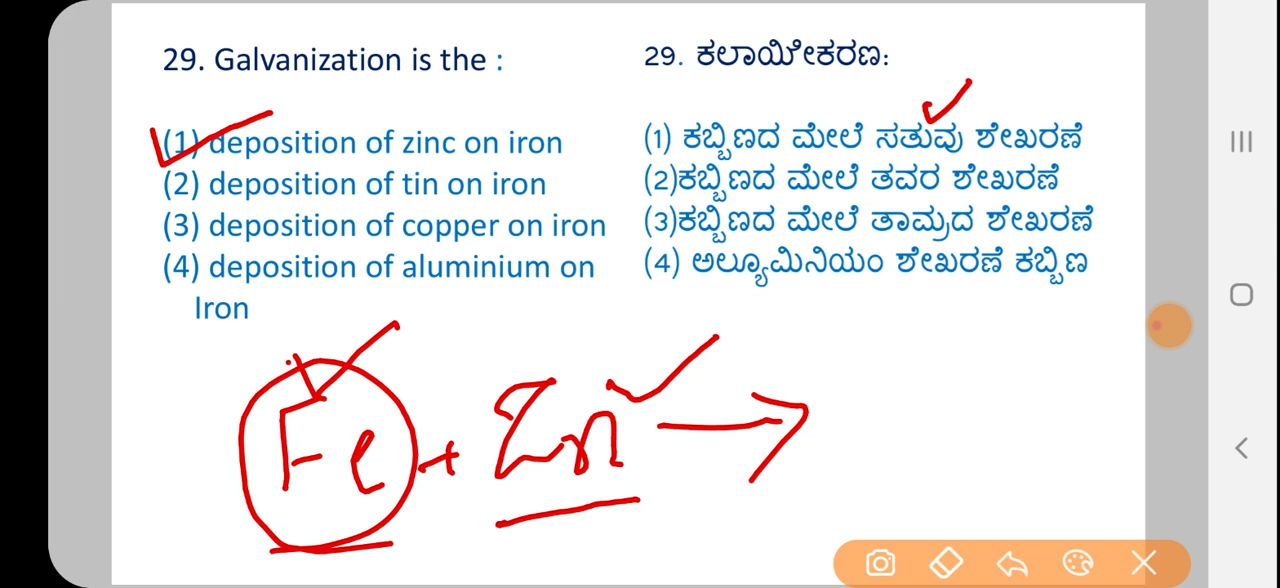 29. Galvanization is the :
(1) deposition of zinc on iron
(2) deposition of tin on iron
(3) deposition of copper on iron
(4) deposition of aluminium on
Iron
29. ಕಲಾಯಿೀಕರಣ:
(1) ಕಬ್ಬಿಣದ ಮೇಲೆ ಸತುವು ಶೇಖರಣೆ
(2)ಕಬ್ಬಿಣದ ಮೇಲೆ ತವರ ಶೇಖರಣೆ
(3)ಕಬ್ಬಿಣದ ಮೇಲೆ ತಾಮ್ರದ ಶೇಖರಣೆ
(4) ಅಲ್ಯೂಮಿನಿಯಂ ಶೇಖರಣೆ ಕಬ್ಬಿಣ
Fe + Zn →